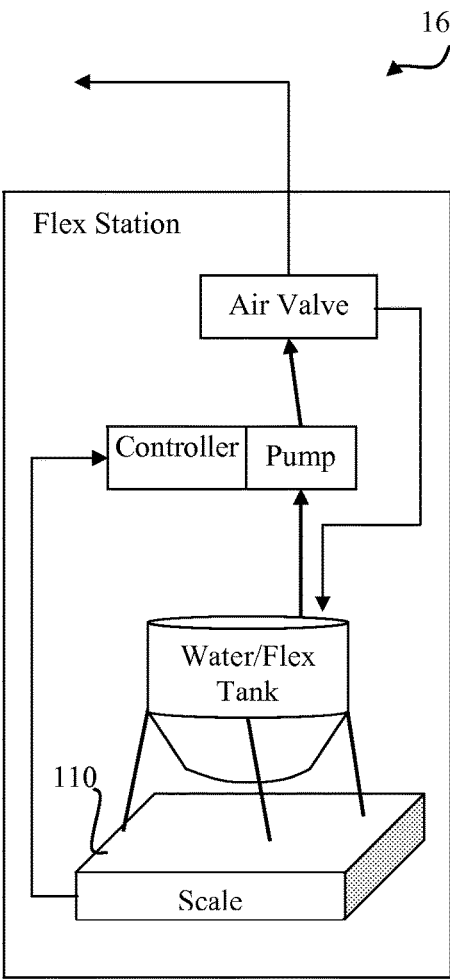 16
Flex Station
Air Valve
Controller
Pump
Water/Flex
Tank
110
Scale